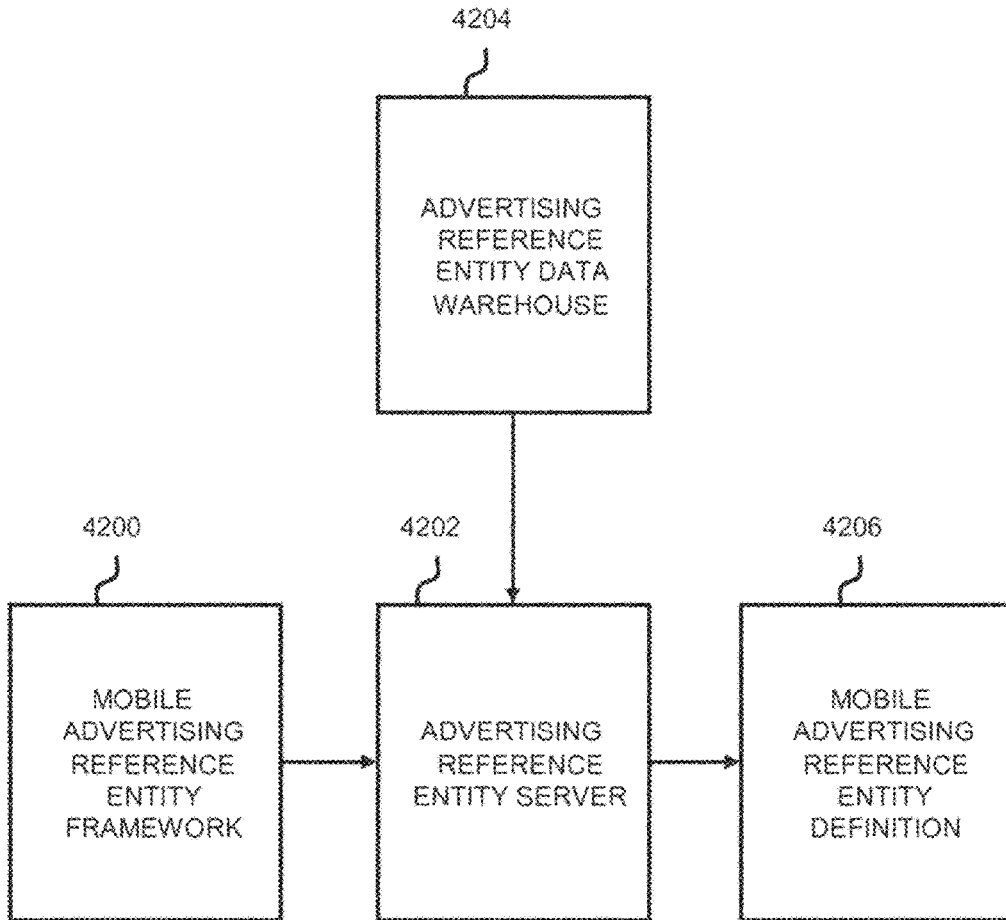 4204
ADVERTISING
REFERENCE
ENTITY DATA
WAREHOUSE
4200
4202
4206
MOBILE
ADVERTISING
REFERENCE
ENTITY
FRAMEWORK
ADVERTISING
REFERENCE
ENTITY SERVER
MOBILE
ADVERTISING
REFERENCE
ENTITY
DEFINITION